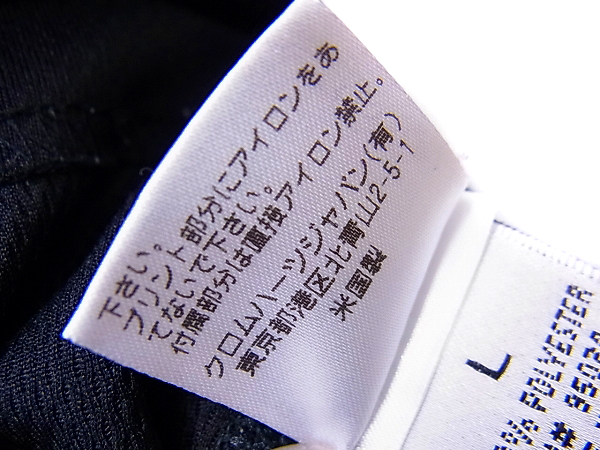 下さい。
プリント部分にアイロンをあ
てないで下さい。
付属部分は直接アイロン禁止。
クロムハーツジャパン(有)
東京都港区北青山2-5-1
米国製
L
% POLYESTER